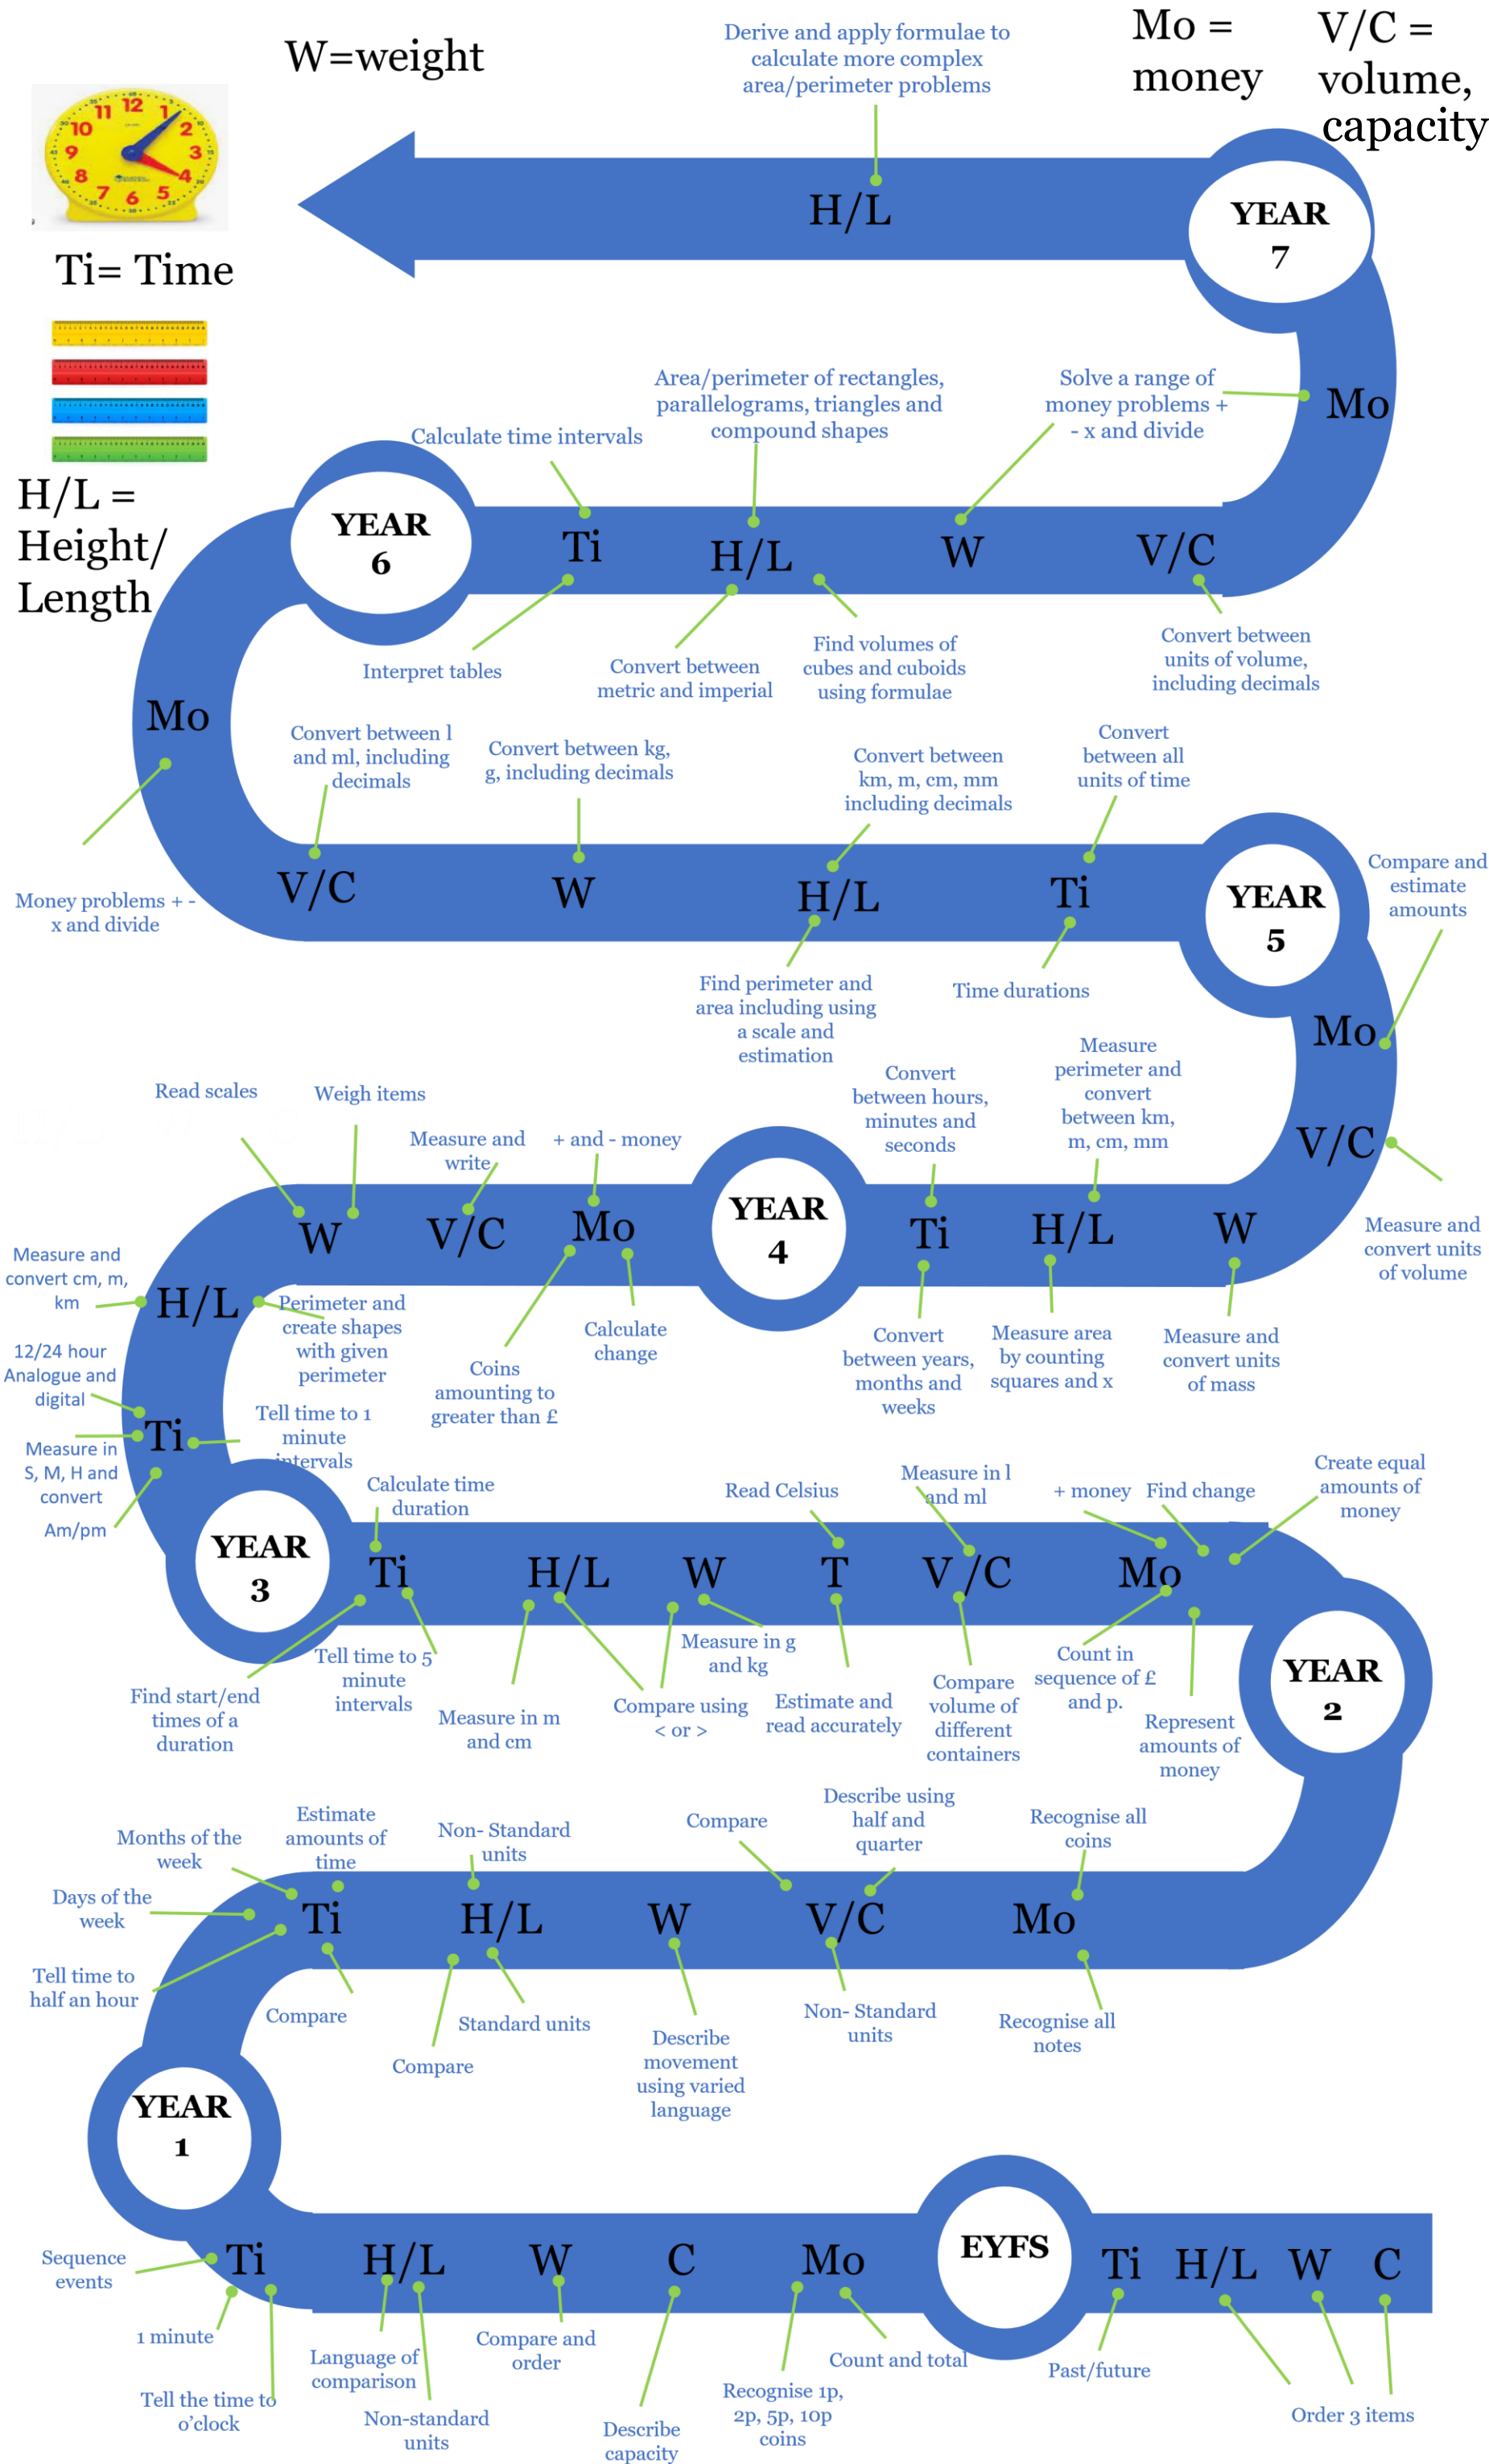 W=weight
Derive and apply formulae to
calculate more complex
area/perimeter problems
Mo =
money
V/C =
volume,
capacity
12
1
2
3
4
5
6
7
8
9
10
11
Ti= Time
H/L =
Height/
Length
H/L
YEAR
7
Mo
Solve a range of
money problems +
- x and divide
Area/perimeter of rectangles,
parallelograms, triangles and
compound shapes
Calculate time intervals
YEAR
6
Ti
H/L
W
V/C
Interpret tables
Convert between
metric and imperial
Find volumes of
cubes and cuboids
using formulae
Convert between
units of volume,
including decimals
Mo
Money problems + -
x and divide
Convert between l
and ml, including
decimals
Convert between kg,
g, including decimals
Convert between
km, m, cm, mm
including decimals
Convert
between all
units of time
V/C
W
H/L
Ti
YEAR
5
Compare and
estimate
amounts
Find perimeter and
area including using
a scale and
estimation
Time durations
Mo
V/C
Measure and
convert units
of volume
Read scales
Weigh items
Measure and
write
+ and - money
Convert
between hours,
minutes and
seconds
Measure
perimeter and
convert
between km,
m, cm, mm
W
V/C
Mo
YEAR
4
Ti
H/L
W
Measure and
convert cm, m,
km
H/L
Perimeter and
create shapes
with given
perimeter
Coins
amounting to
greater than £
Calculate
change
Convert
between years,
months and
weeks
Measure area
by counting
squares and x
Measure and
convert units
of mass
12/24 hour
Analogue and
digital
Ti
Tell time to 1
minute
intervals
Measure in
S, M, H and
convert
Am/pm
Calculate time
duration
Read Celsius
Measure in l
and ml
+ money
Find change
Create equal
amounts of
money
YEAR
3
Ti
H/L
W
T
V /C
Mo
YEAR
2
Find start/end
times of a
duration
Tell time to 5
minute
intervals
Measure in m
and cm
Compare using
< or >
Measure in g
and kg
Estimate and
read accurately
Compare
volume of
different
containers
Count in
sequence of £
and p.
Represent
amounts of
money
Months of the
week
Estimate
amounts of
time
Non- Standard
units
Compare
Describe using
half and
quarter
Recognise all
coins
Days of the
week
Ti
H/L
W
V/C
Mo
Tell time to
half an hour
Compare
Compare
Standard units
Describe
movement
using varied
language
Non- Standard
units
Recognise all
notes
YEAR
1
Ti
H/L
W
C
Mo
EYFS
Ti
H/L
W
C
Sequence
events
1 minute
Tell the time to
o'clock
Language of
comparison
Non-standard
units
Compare and
order
Describe
capacity
Recognise 1p,
2p, 5p, 10p
coins
Count and total
Past/future
Order 3 items